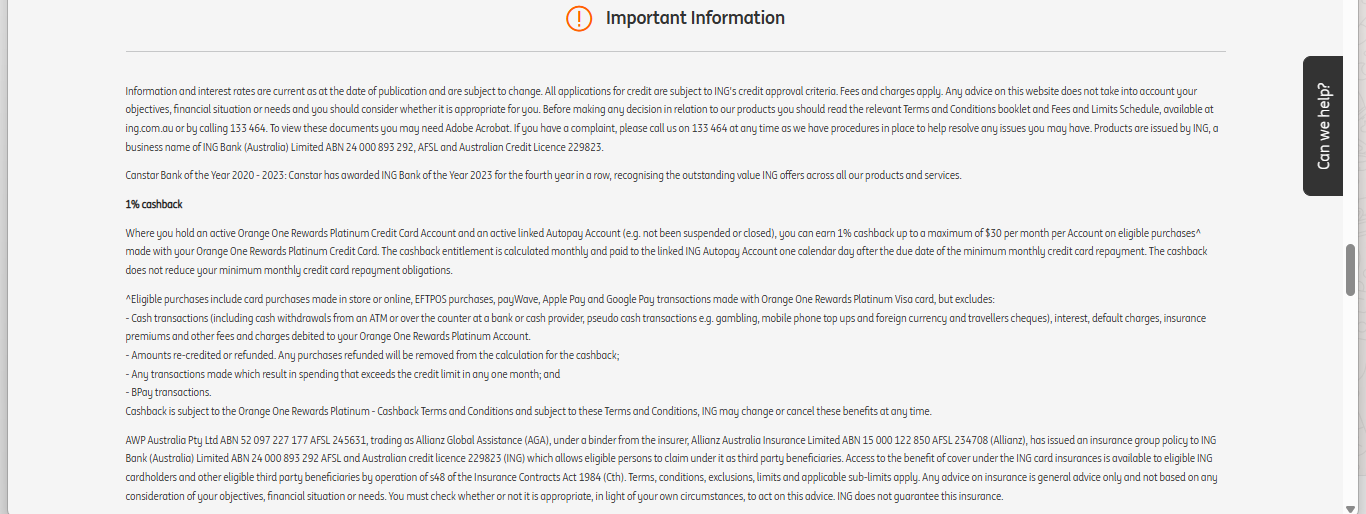 Important Information
Can we help?
Information and interest rates are current as at the date of publication and are subject to change. All applications for credit are subject to ING's credit approval criteria. Fees and charges apply. Any advice on this website does not take into account your
objectives, financial situation or needs and you should consider whether it is appropriate for you. Before making any decision in relation to our products you should read the relevant Terms and Conditions booklet and Fees and Limits Schedule, available at
ing.com.au or by calling 133 464. To view these documents you may need Adobe Acrobat. If you have a complaint, please call us on 133 464 at any time as we have procedures in place to help resolve any issues you may have. Products are issued by ING, a
business name of ING Bank (Australia) Limited ABN 24 000 893 292, AFSL and Australian Credit Licence 229823.
Canstar Bank of the Year 2020 - 2023: Canstar has awarded ING Bank of the Year 2023 for the fourth year in a row, recognising the outstanding value ING offers across all our products and services.
1% cashback
Where you hold an active Orange One Rewards Platinum Credit Card Account and an active linked Autopay Account (e.g. not been suspended or closed), you can earn 1% cashback up to a maximum of $30 per month per Account on eligible purchases^
made with your Orange One Rewards Platinum Credit Card. The cashback entitlement is calculated monthly and paid to the linked ING Autopay Account one calendar day after the due date of the minimum monthly credit card repayment. The cashback
does not reduce your minimum monthly credit card repayment obligations.
^Eligible purchases include card purchases made in store or online, EFTPOS purchases, payWave, Apple Pay and Google Pay transactions made with Orange One Rewards Platinum Visa card, but excludes:
- Cash transactions (including cash withdrawals from an ATM or over the counter at a bank or cash provider, pseudo cash transactions e.g. gambling, mobile phone top ups and foreign currency and travellers cheques), interest, default charges, insurance
premiums and other fees and charges debited to your Orange One Rewards Platinum Account.
- Amounts re-credited or refunded. Any purchases refunded will be removed from the calculation for the cashback;
- Any transactions made which result in spending that exceeds the credit limit in any one month; and
- BPay transactions.
Cashback is subject to the Orange One Rewards Platinum - Cashback Terms and Conditions and subject to these Terms and Conditions, ING may change or cancel these benefits at any time.
AWP Australia Pty Ltd ABN 52 097 227 177 AFSL 245631, trading as Allianz Global Assistance (AGA), under a binder from the insurer, Allianz Australia Insurance Limited ABN 15 000 122 850 AFSL 234708 (Allianz), has issued an insurance group policy to ING
Bank (Australia) Limited ABN 24 000 893 292 AFSL and Australian credit licence 229823 (ING) which allows eligible persons to claim under it as third party beneficiaries. Access to the benefit of cover under the ING card insurances is available to eligible ING
cardholders and other eligible third party beneficiaries by operation of s48 of the Insurance Contracts Act 1984 (Cth). Terms, conditions, exclusions, limits and applicable sub-limits apply. Any advice on insurance is general advice only and not based on any
consideration of your objectives, financial situation or needs. You must check whether or not it is appropriate, in light of your own circumstances, to act on this advice. ING does not guarantee this insurance.